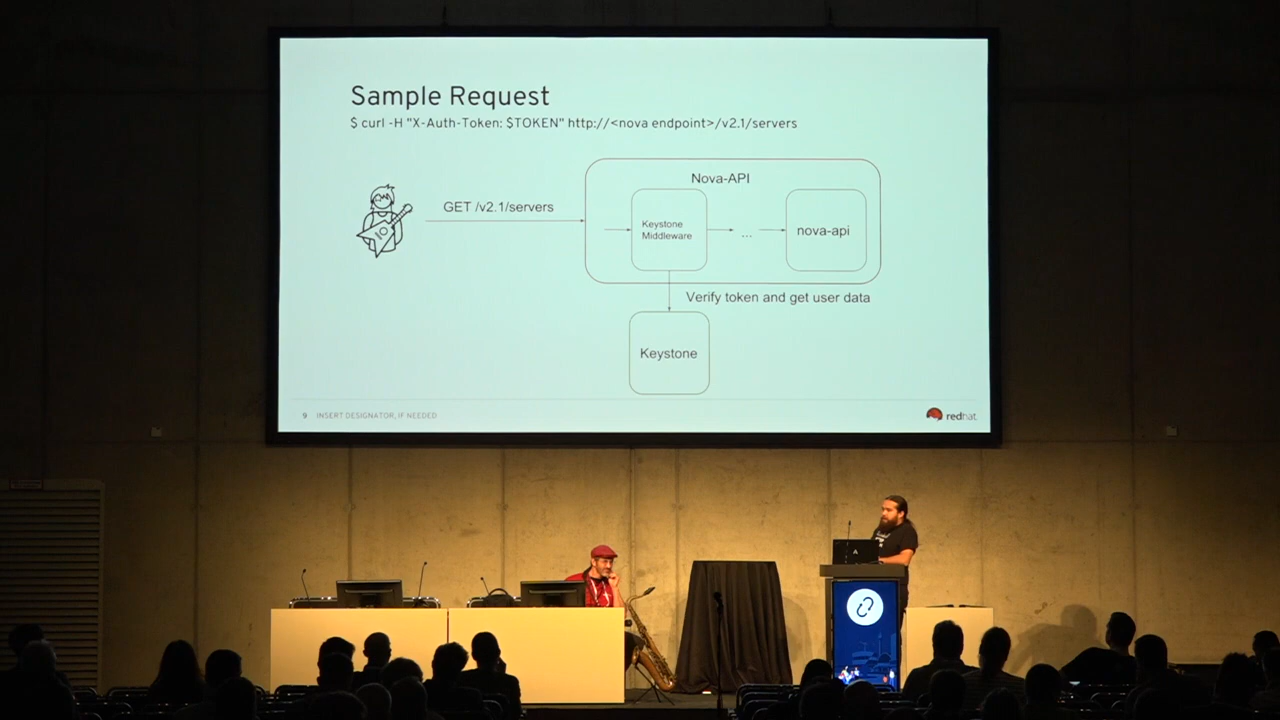 Sample Request
$ curl -H "X-Auth-Token: $TOKEN" http://<nova endpoint>/v2.1/servers
Nova-API
GET /v2.1/servers
Keystone
Middleware
...
nova-api
Verify token and get user data
Keystone
9 INSERT DESIGNATOR, IF NEEDED
redhat.